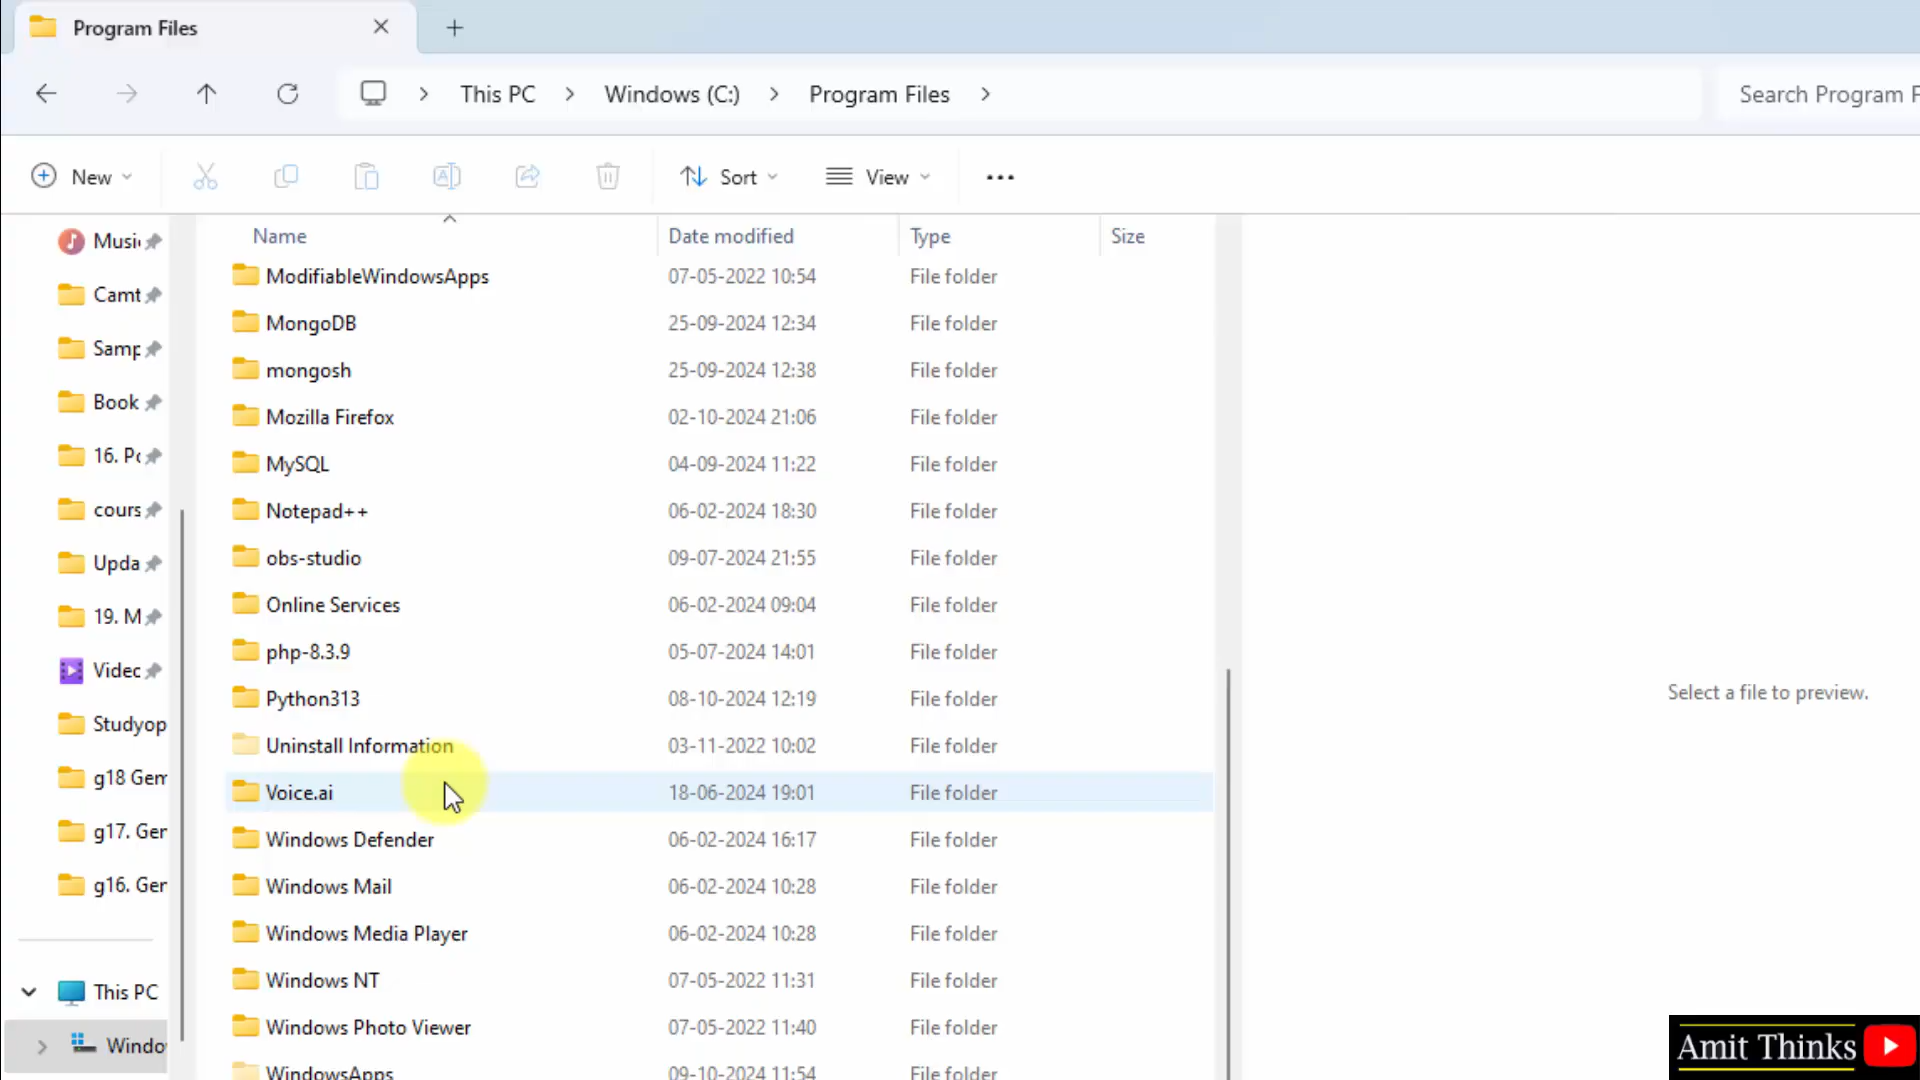 Program Files
This PC > Windows (C:) > Program Files >
Search Program F
New
Sort
View
Name Date modified Type Size
ModifiableWindowsApps 07-05-2022 10:54 File folder
MongoDB 25-09-2024 12:34 File folder
mongosh 25-09-2024 12:38 File folder
Mozilla Firefox 02-10-2024 21:06 File folder
MySQL 04-09-2024 11:22 File folder
Notepad++ 06-02-2024 18:30 File folder
obs-studio 09-07-2024 21:55 File folder
Online Services 06-02-2024 09:04 File folder
php-8.3.9 05-07-2024 14:01 File folder
Python313 08-10-2024 12:19 File folder
Uninstall Information 03-11-2022 10:02 File folder
Voice.ai 18-06-2024 19:01 File folder
Windows Defender 06-02-2024 16:17 File folder
Windows Mail 06-02-2024 10:28 File folder
Windows Media Player 06-02-2024 10:28 File folder
Windows NT 07-05-2022 11:31 File folder
Windows Photo Viewer 07-05-2022 11:40 File folder
WindowsApps 09-10-2024 11:54 File folder
Musi
Camt
Samp
Book
16. Po
cours
Upda
19. M
Videc
Studyop
g18 Gem
g17. Ger
g16. Ger
This PC
Windo
Select a file to preview.
Amit Thinks